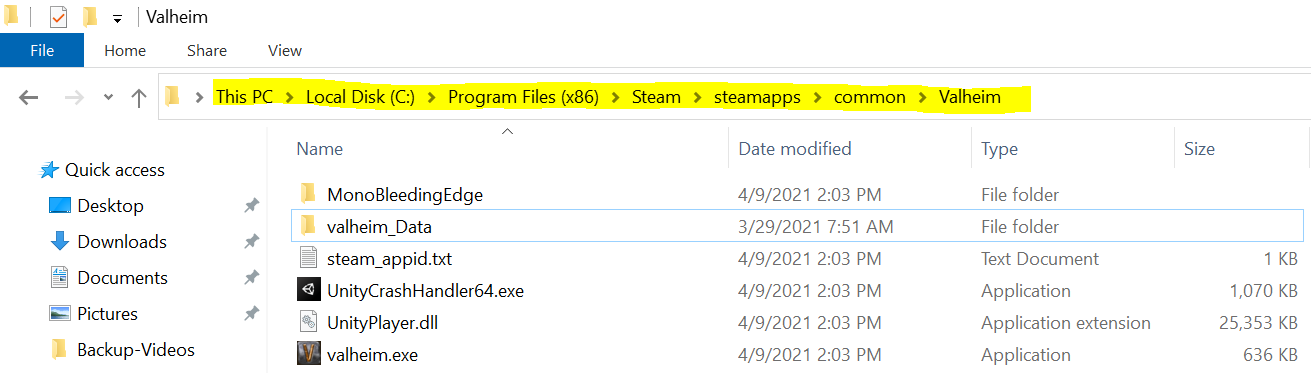 Valheim
File Home Share View
This PC Local Disk (C:) Program Files (x86) Steam steamapps common Valheim
Name Date modified Type Size
Quick access
Desktop
Downloads
Documents
Pictures
Backup-Videos
MonoBleedingEdge 4/9/2021 2:03 PM File folder
valheim_Data 3/29/2021 7:51 AM File folder
steam_appid.txt 4/9/2021 2:03 PM Text Document 1 KB
UnityCrashHandler64.exe 4/9/2021 2:03 PM Application 1,070 KB
UnityPlayer.dll 4/9/2021 2:03 PM Application extension 25,353 KB
valheim.exe 4/9/2021 2:03 PM Application 636 KB